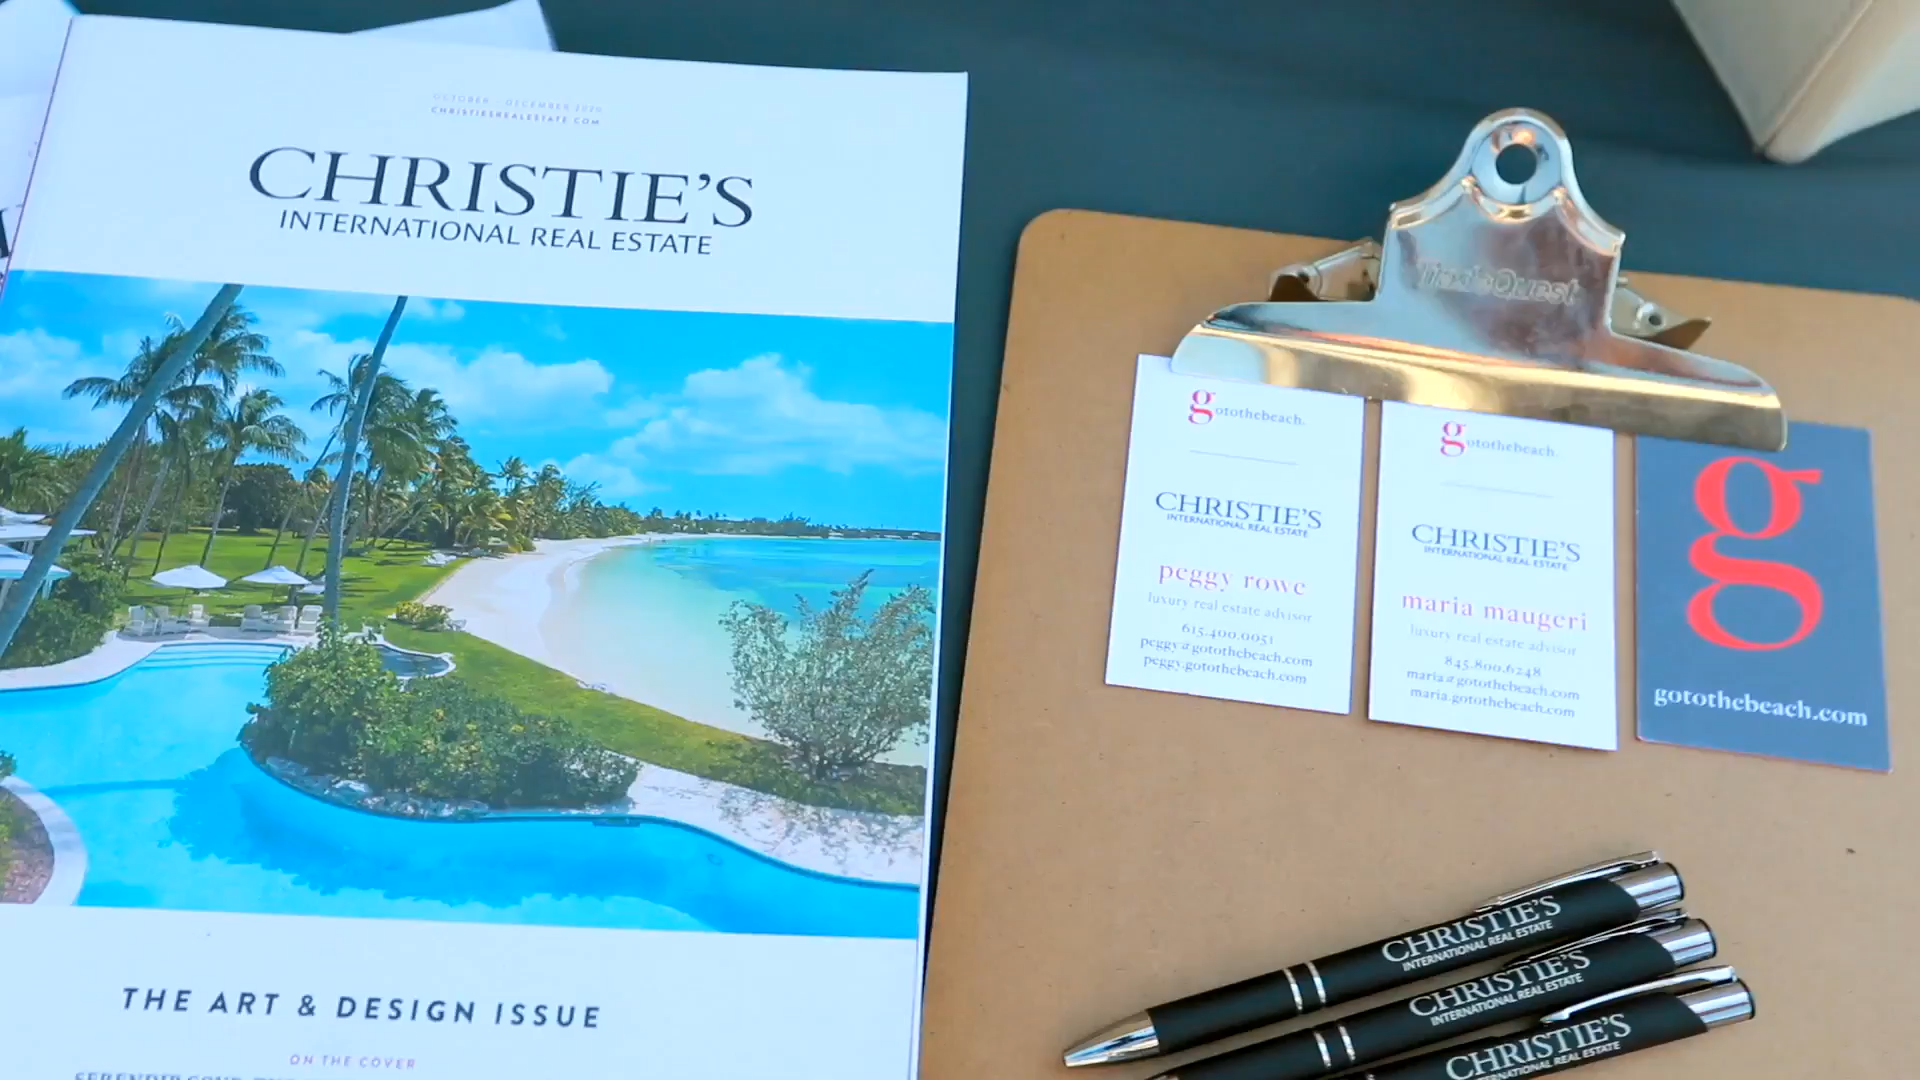 OCTOBER - DECEMBER 2020
CHRISTIESREALESTATE.COM
CHRISTIE'S
INTERNATIONAL REAL ESTATE
THE ART & DESIGN ISSUE
ON THE COVER
TradeQuest
gotothebeach.
CHRISTIE'S
INTERNATIONAL REAL ESTATE
peggy rowe
luxury real estate advisor
615.400.0051
peggy@gotothebeach.com
peggy.gotothebeach.com
gotothebeach.
CHRISTIE'S
INTERNATIONAL REAL ESTATE
maria maugeri
luxury real estate advisor
845.800.6248
maria@gotothebeach.com
maria.gotothebeach.com
g
gotothebeach.com
CHRISTIE'S
INTERNATIONAL REAL ESTATE
CHRISTIE'S
INTERNATIONAL REAL ESTATE
CHRISTIE'S
INTERNATIONAL REAL ESTATE